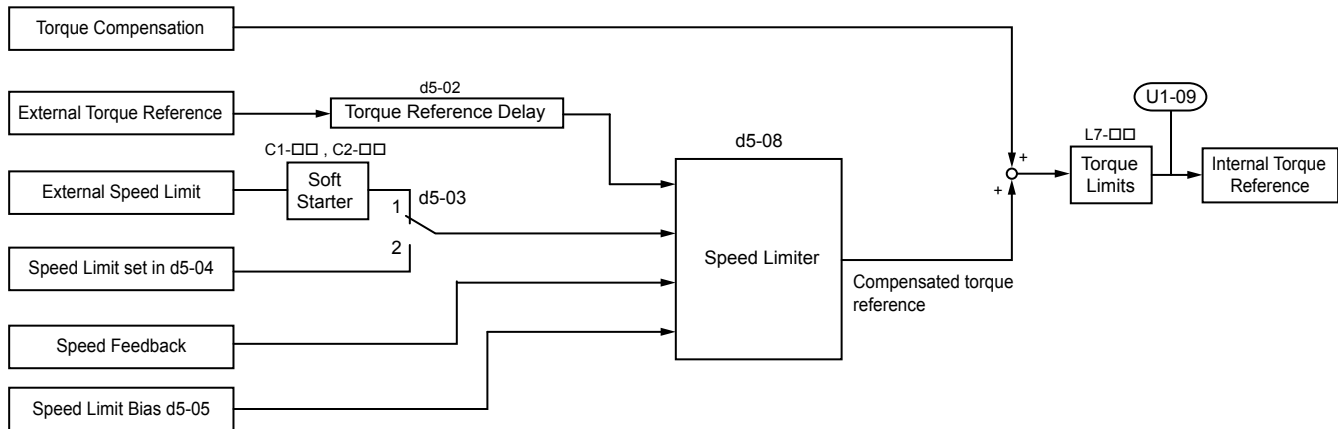 Torque Compensation
External Torque Reference
d5-02
Torque Reference Delay
C1-□□ , C2-□□
External Speed Limit
Soft
Starter
d5-03
1
2
Speed Limit set in d5-04
Speed Feedback
Speed Limit Bias d5-05
d5-08
Speed Limiter
Compensated torque
reference
+
+
L7-□□
Torque
Limits
U1-09
Internal Torque
Reference